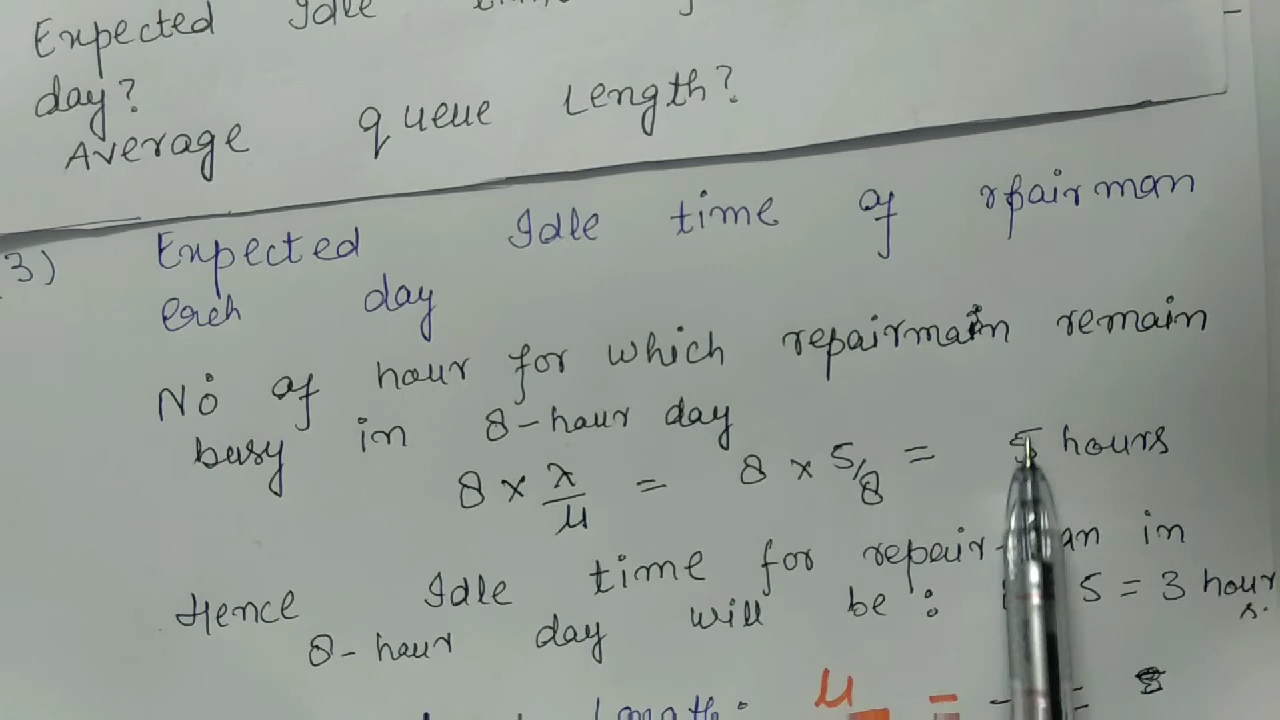 Expected Idle
day?
Average queue Length?
3) Expected Idle time of rpairman
each day
No of hour for which repairman remain
busy in 8-hour day
8 × λ/μ = 8 × 5/8 = 5 hours
Hence Idle time for repair- an in
8-hour day will be : 5 = 3 hours.
μ = - =